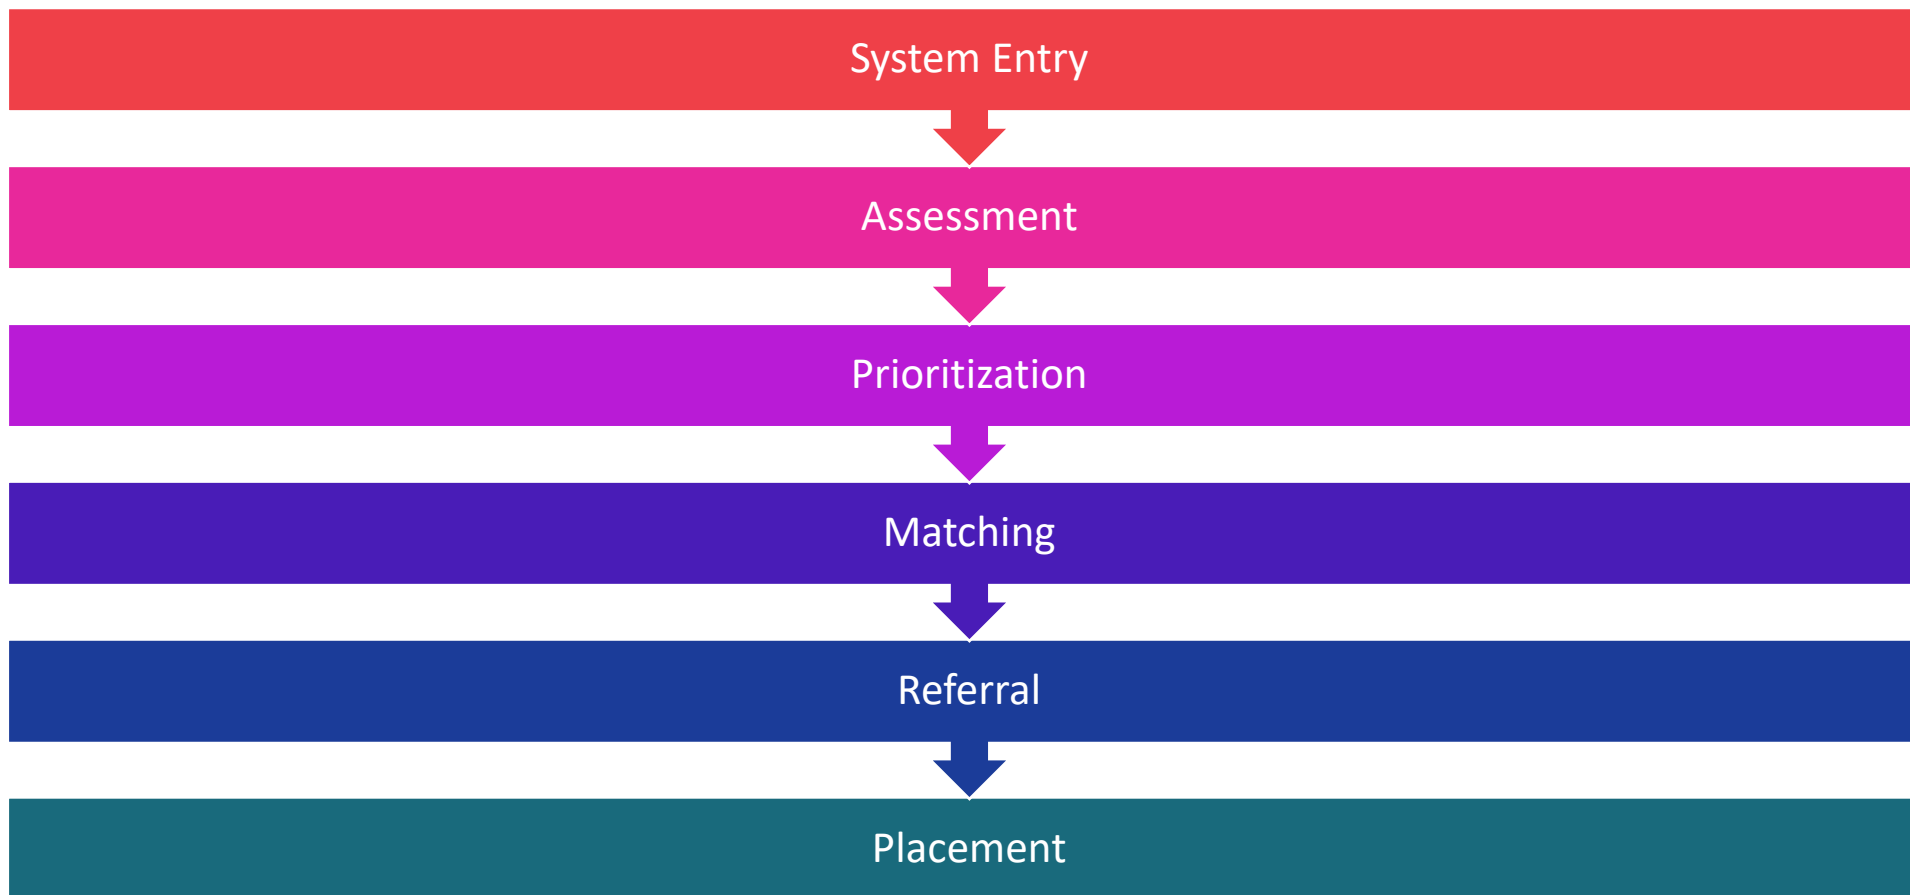 System Entry
Assessment
Prioritization
Matching
Referral
Placement